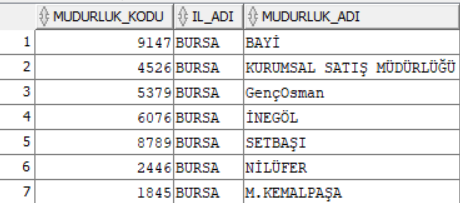 MUDURLUK_KODU IL_ADI MUDURLUK_ADI
1 9147 BURSA BAYİ
2 4526 BURSA KURUMSAL SATIŞ MÜDÜRLÜĞÜ
3 5379 BURSA GençOsman
4 6076 BURSA İNEGÖL
5 8789 BURSA SETBAŞI
6 2446 BURSA NİLÜFER
7 1845 BURSA M.KEMALPAŞA